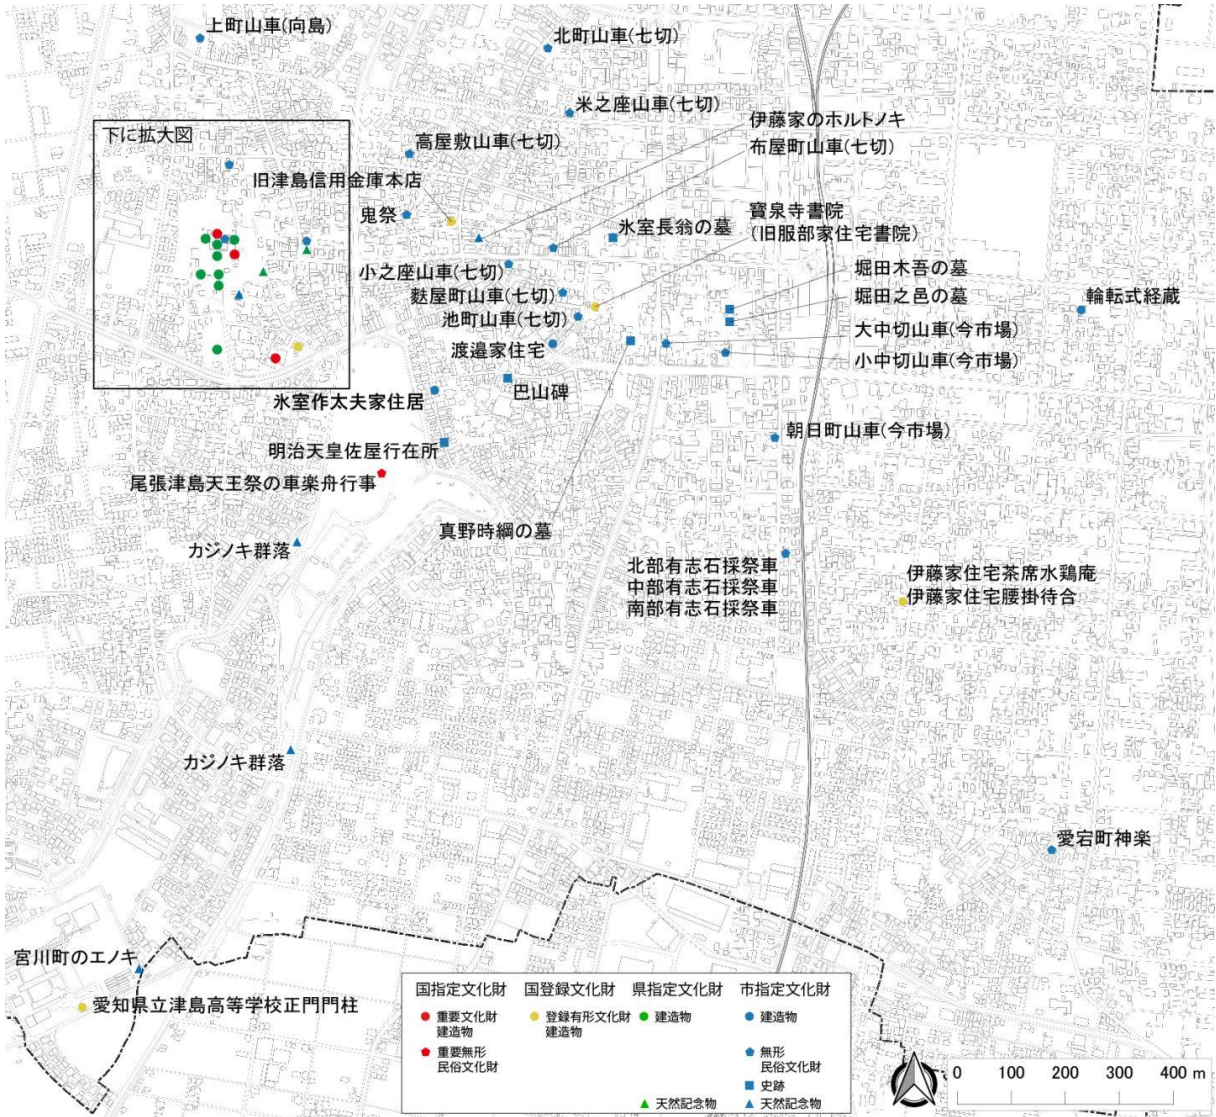 上町山車(向島)
北町山車(七切)
米之座山車(七切)
伊藤家のホルトノキ
布屋町山車(七切)
下に拡大図
高屋敷山車(七切)
旧津島信用金庫本店
鬼祭
氷室長翁の墓
寶泉寺書院
(旧服部家住宅書院)
小之座山車(七切)
麩屋町山車(七切)
池町山車(七切)
渡邉家住宅
堀田木吾の墓
堀田之邑の墓
輪転式経蔵
大中切山車(今市場)
小中切山車(今市場)
氷室作太夫家住居
巴山碑
明治天皇佐屋行在所
朝日町山車(今市場)
尾張津島天王祭の車楽舟行事
真野時綱の墓
カジノキ群落
北部有志石採祭車
中部有志石採祭車
南部有志石採祭車
伊藤家住宅茶席水鶏庵
伊藤家住宅腰掛待合
カジノキ群落
愛宕町神楽
宮川町のエノキ
愛知県立津島高等学校正門門柱
国指定文化財
国登録文化財
県指定文化財
市指定文化財
重要文化財
建造物
登録有形文化財
建造物
建造物
建造物
重要無形
民俗文化財
無形
民俗文化財
史跡
天然記念物
天然記念物
0 100 200 300 400 m